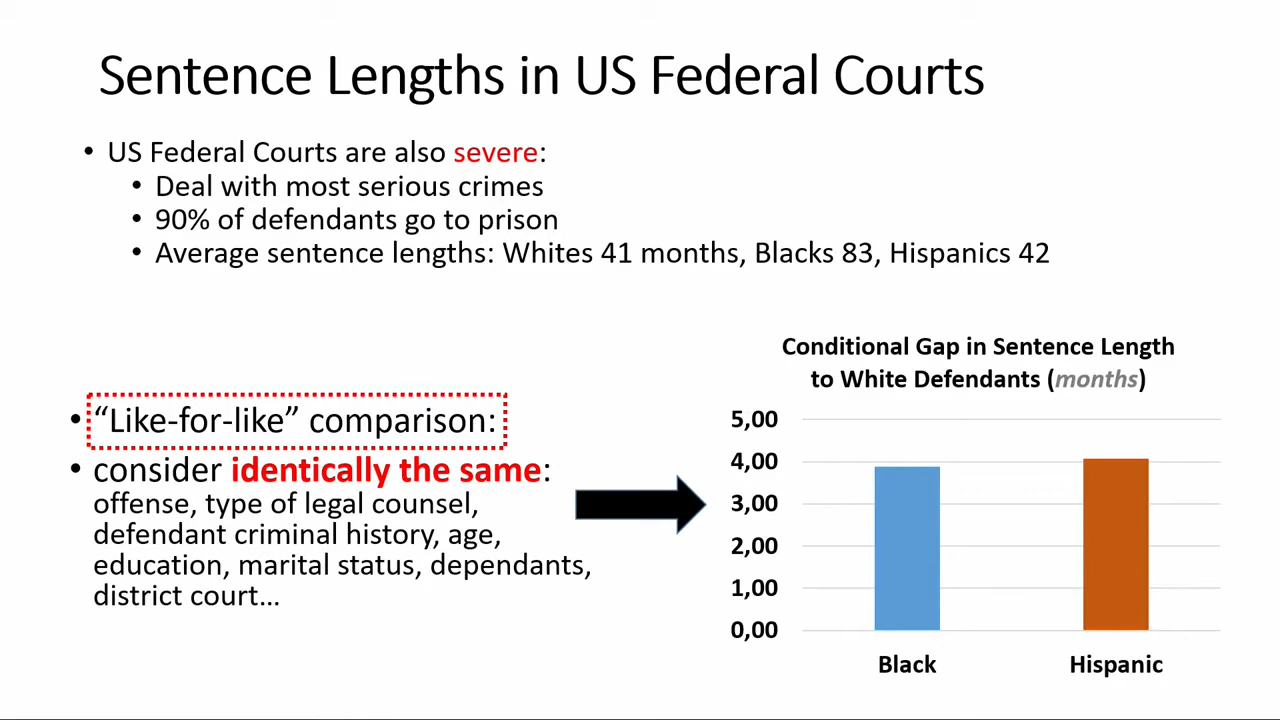 Sentence Lengths in US Federal Courts
• US Federal Courts are also severe:
• Deal with most serious crimes
• 90% of defendants go to prison
• Average sentence lengths: Whites 41 months, Blacks 83, Hispanics 42
• “Like-for-like” comparison:
• consider identically the same:
offense, type of legal counsel,
defendant criminal history, age,
education, marital status, dependants,
district court…
Conditional Gap in Sentence Length
to White Defendants (months)
5,00
4,00
3,00
2,00
1,00
0,00
Black
Hispanic